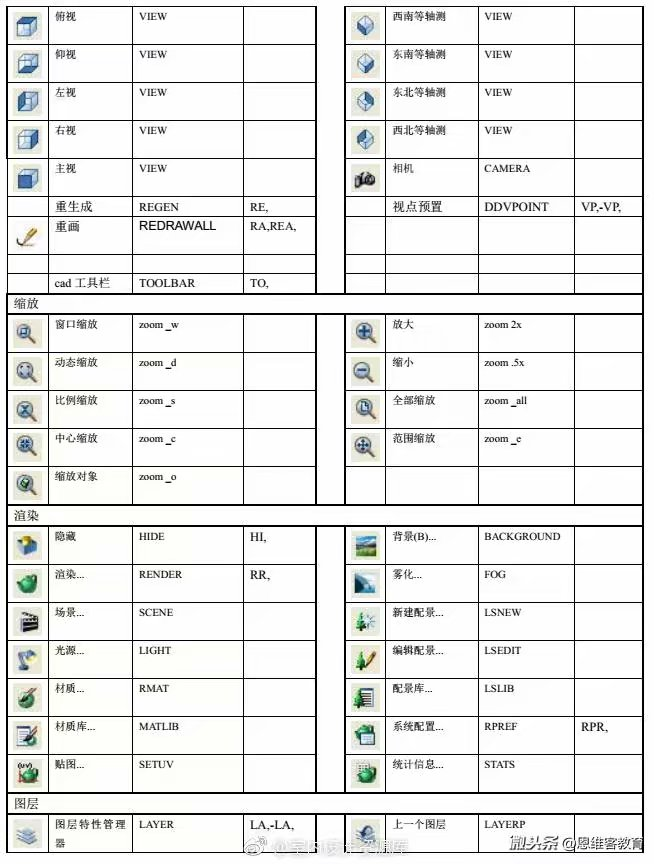 俯视 VIEW 西南等轴测 VIEW
仰视 VIEW 东南等轴测 VIEW
左视 VIEW 东北等轴测 VIEW
右视 VIEW 西北等轴测 VIEW
主视 VIEW 相机 CAMERA
重生成 REGEN RE, 视点预置 DDVPOINT VP,-VP,
重画 REDRAWALL RA,REA,
cad 工具栏 TOOLBAR TO,
缩放
窗口缩放 zoom _w 放大 zoom 2x
动态缩放 zoom _d 缩小 zoom .5x
比例缩放 zoom _s 全部缩放 zoom _all
中心缩放 zoom _c 范围缩放 zoom _e
缩放对象 zoom _o
渲染
隐藏 HIDE HI, 背景(B)... BACKGROUND
渲染... RENDER RR, 雾化... FOG
场景... SCENE 新建配景... LSNEW
光源... LIGHT 编辑配景... LSEDIT
材质... RMAT 配景库... LSLIB
材质库... MATLIB 系统配置... RPREF RPR,
(UV)
贴图... SETUV 统计信息... STATS
图层
图层特性管理 LAYER LA,-LA, 上一个图层 LAYERP
器
头条 @恩维客教育